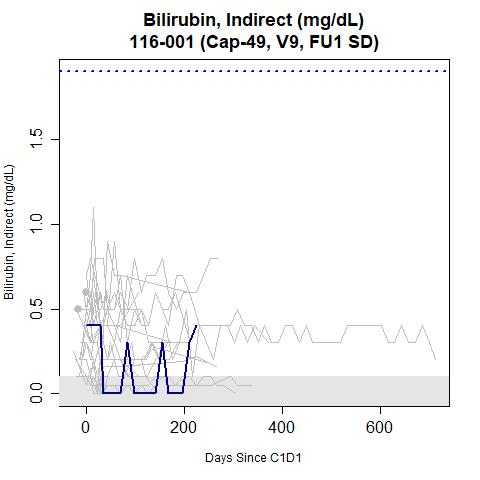 Bilirubin, Indirect (mg/dL)
116-001 (Cap-49, V9, FU1 SD)
Bilirubin, Indirect (mg/dL)
1.5
1.0
0.5
0.0
0 200 400 600
Days Since C1D1